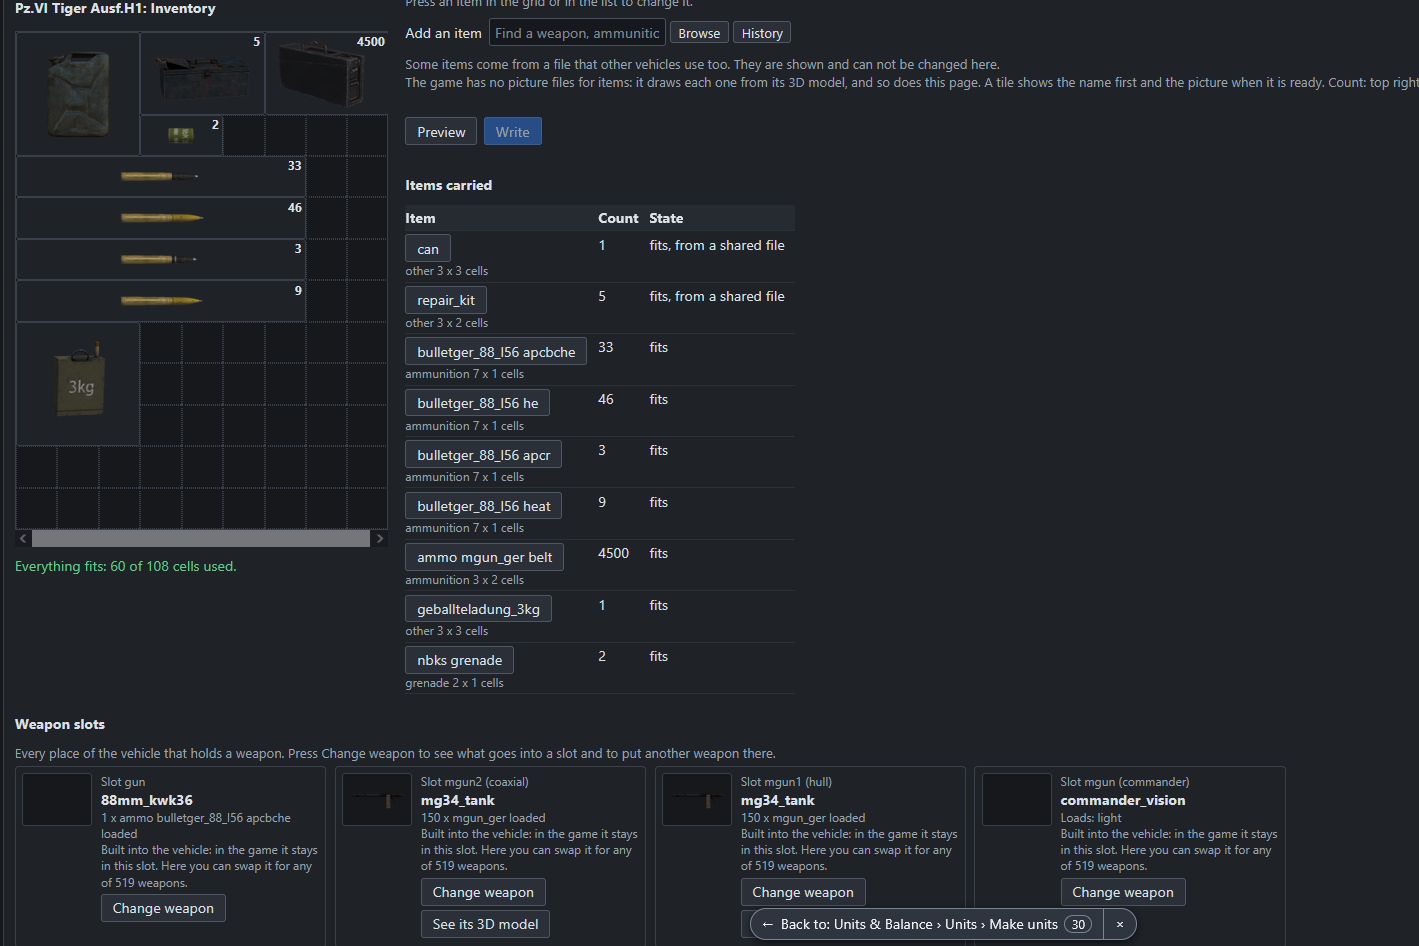 Pz.VI Tiger Ausf.H1: Inventory
5
4500
2
33
46
3
9
3kg
Everything fits: 60 of 108 cells used.
Press an item in the grid or in the list to change it.
Add an item
Find a weapon, ammunitic
Browse
History
Some items come from a file that other vehicles use too. They are shown and can not be changed here.
The game has no picture files for items: it draws each one from its 3D model, and so does this page. A tile shows the name first and the picture when it is ready. Count: top right
Preview
Write
Items carried
Item Count State
can 1 fits, from a shared file
other 3 x 3 cells
repair_kit 5 fits, from a shared file
other 3 x 2 cells
bulletger_88_l56 apcbche 33 fits
ammunition 7 x 1 cells
bulletger_88_l56 he 46 fits
ammunition 7 x 1 cells
bulletger_88_l56 apcr 3 fits
ammunition 7 x 1 cells
bulletger_88_l56 heat 9 fits
ammunition 7 x 1 cells
ammo mgun_ger belt 4500 fits
ammunition 3 x 2 cells
geballteladung_3kg 1 fits
other 3 x 3 cells
nbks grenade 2 fits
grenade 2 x 1 cells
Weapon slots
Every place of the vehicle that holds a weapon. Press Change weapon to see what goes into a slot and to put another weapon there.
Slot gun
88mm_kwk36
1 x ammo bulletger_88_l56 apcbche
loaded
Built into the vehicle: in the game it stays
in this slot. Here you can swap it for any
of 519 weapons.
Change weapon
Slot mgun2 (coaxial)
mg34_tank
150 x mgun_ger loaded
Built into the vehicle: in the game it stays
in this slot. Here you can swap it for any
of 519 weapons.
Change weapon
See its 3D model
Slot mgun1 (hull)
mg34_tank
150 x mgun_ger loaded
Built into the vehicle: in the game it stays
in this slot. Here you can swap it for any
of 519 weapons.
Change weapon
Slot mgun (commander)
commander_vision
Loads: light
Built into the vehicle: in the game it stays
in this slot. Here you can swap it for any
of 519 weapons.
Change weapon
← Back to: Units & Balance › Units › Make units 30 ×